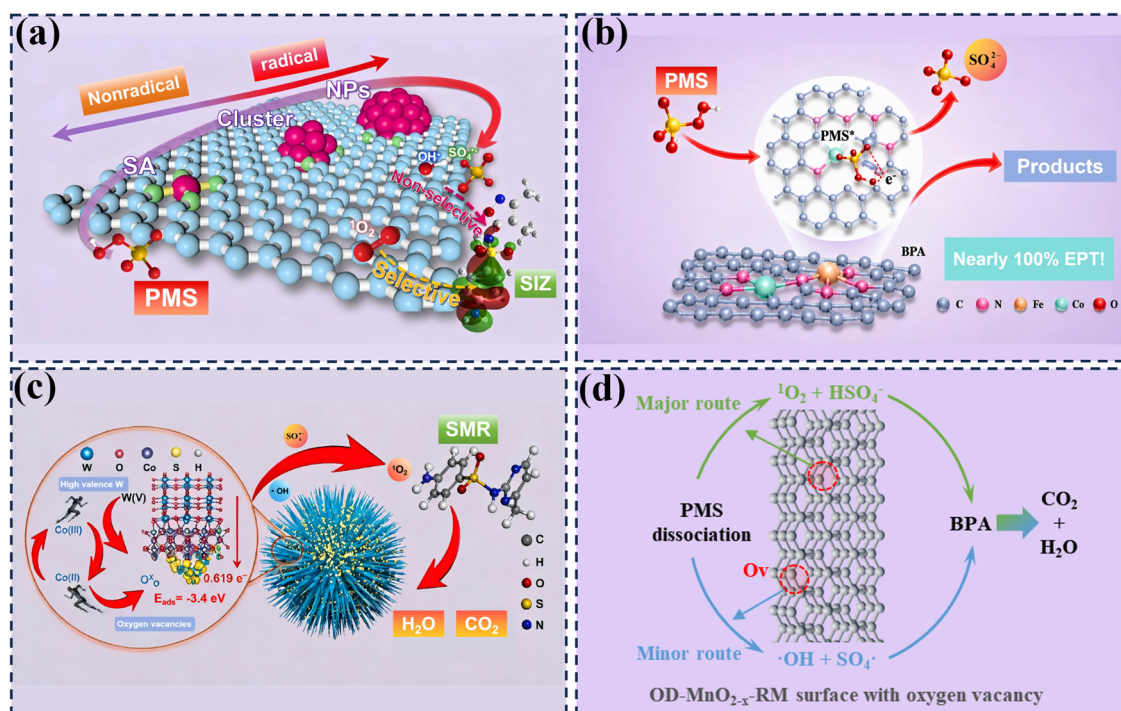 (a)
Nonradical
radical
SA
Cluster
NPs
OH·
SO₄·⁻
Non-selective
¹O₂
Selective
PMS
SIZ
(b)
PMS
SO₄²⁻
PMS*
e⁻
Products
BPA
Nearly 100% EPT!
C N Fe Co O
(c)
W O Co S H
High valence W
W(V)
Co(III)
Co(II)
Oˣo
0.619 e⁻
E_ads= -3.4 eV
Oxygen vacancies
SO₄·⁻
· OH
¹O₂
SMR
C
H
O
S
N
H₂O CO₂
(d)
¹O₂ + HSO₄⁻
Major route
PMS
dissociation
Ov
Minor route
·OH + SO₄·
BPA
CO₂
+
H₂O
OD-MnO₂₋ₓ-RM surface with oxygen vacancy